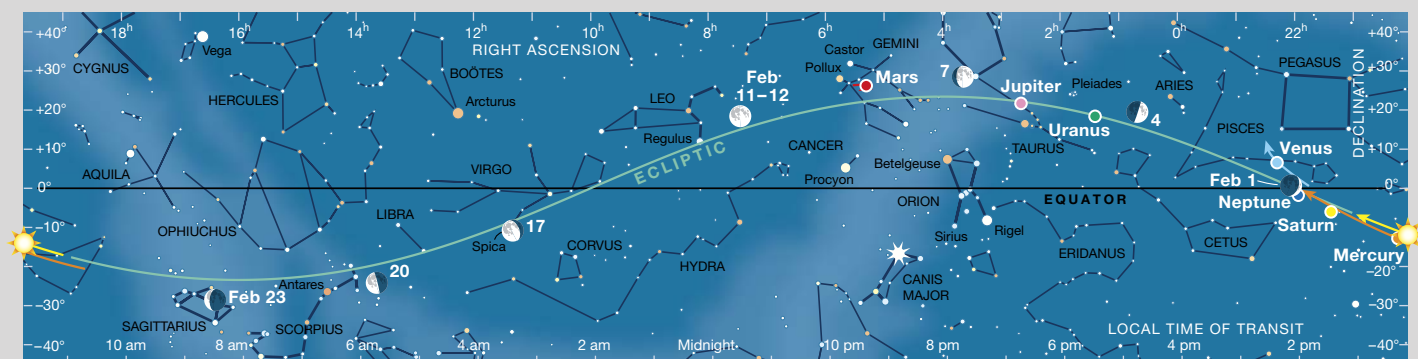 +40° 18h 16h 14h 12h 10h 8h 6h 4h 2h 0h 22h +40°
RIGHT ASCENSION
DECLINATION
+30° +30°
+20° +20°
+10° +10°
0° 0°
−10° −10°
−20° −20°
−30° −30°
−40° −40°
CYGNUS
Vega
HERCULES
BOÖTES
Arcturus
LEO
Regulus
Feb
11–12
Castor
Pollux
GEMINI
Mars
7
Jupiter
Pleiades
Uranus
4
ARIES
PEGASUS
TAURUS
PISCES
Venus
AQUILA
VIRGO
ECLIPTIC
CANCER
Procyon
Betelgeuse
Feb 1
Neptune
EQUATOR
ORION
Saturn
OPHIUCHUS
LIBRA
17
Spica
CORVUS
HYDRA
Sirius
Rigel
ERIDANUS
CETUS
Mercury
CANIS
MAJOR
20
Antares
Feb 23
SAGITTARIUS
SCORPIUS
LOCAL TIME OF TRANSIT
10 am 8 am 6 am 4 am 2 am Midnight 10 pm 8 pm 6 pm 4 pm 2 pm